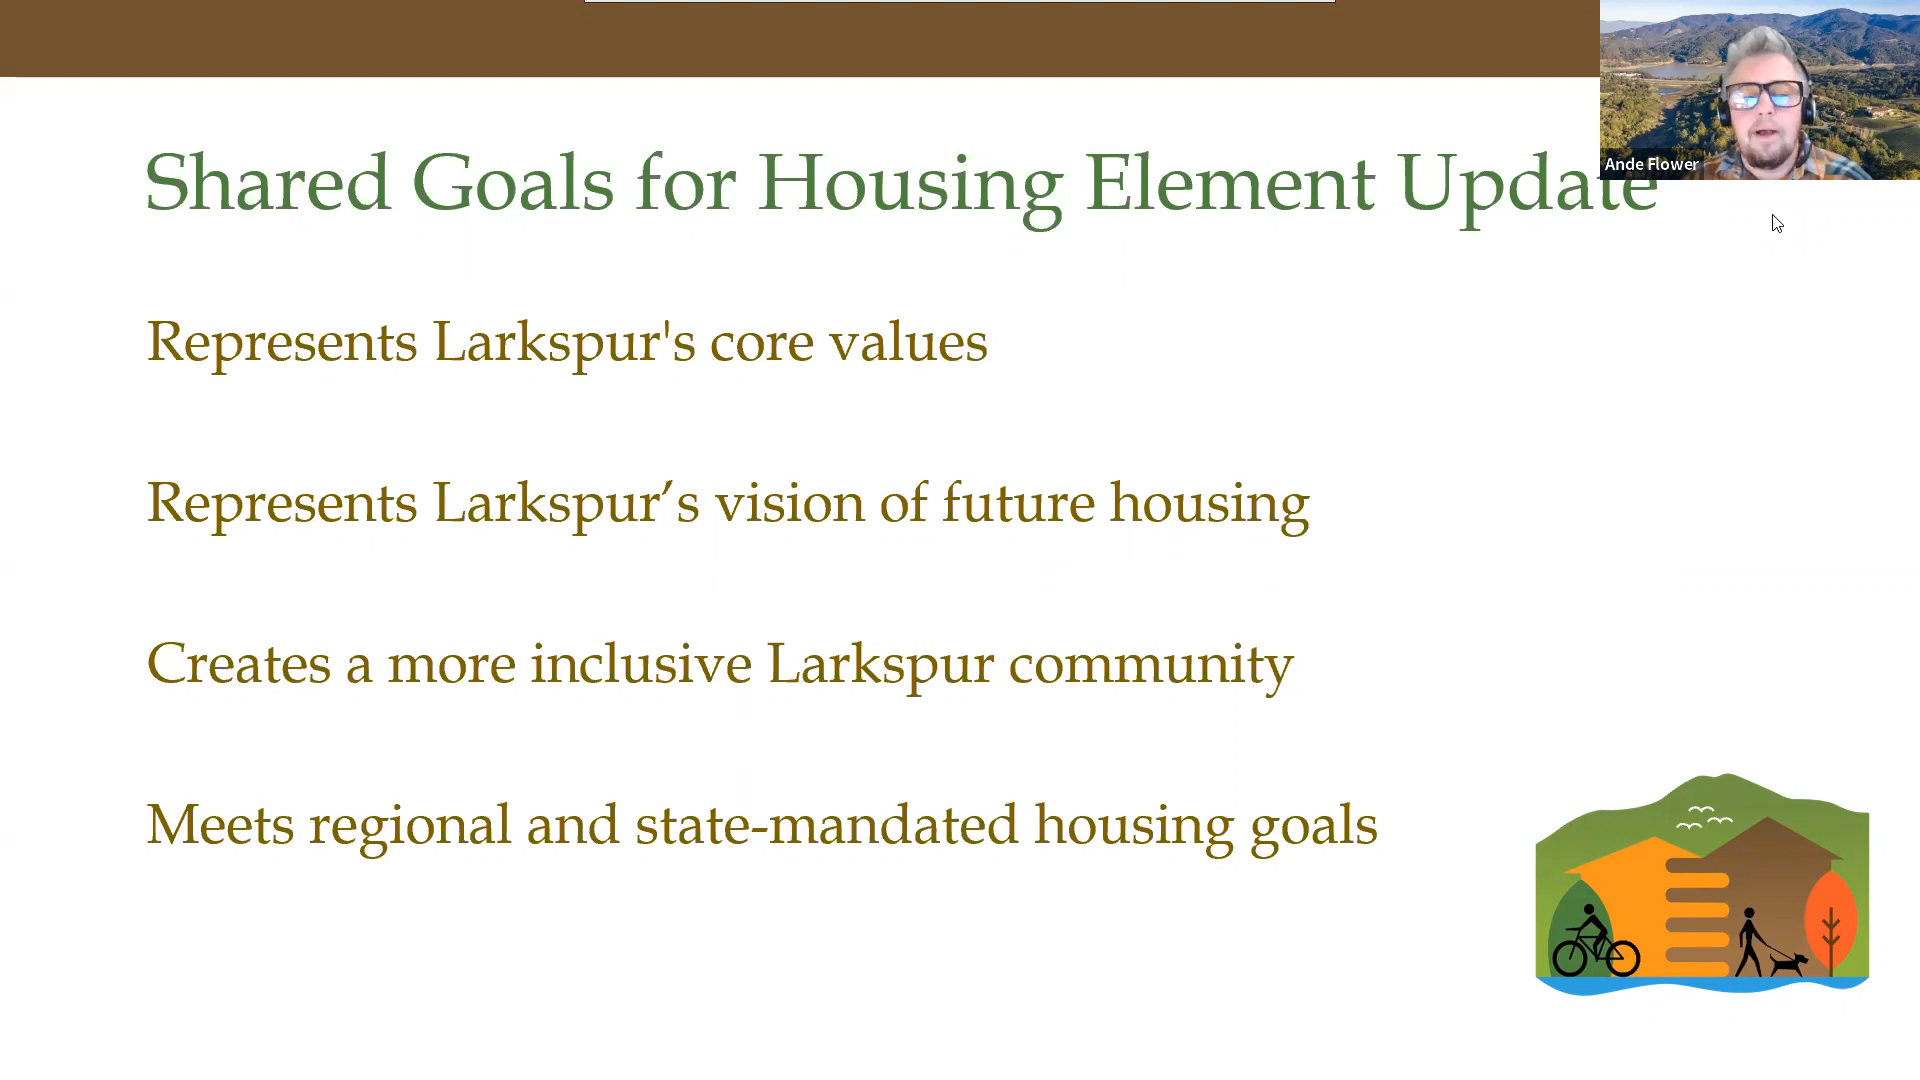 Ande Flower
Shared Goals for Housing Element Update
Represents Larkspur's core values
Represents Larkspur’s vision of future housing
Creates a more inclusive Larkspur community
Meets regional and state-mandated housing goals